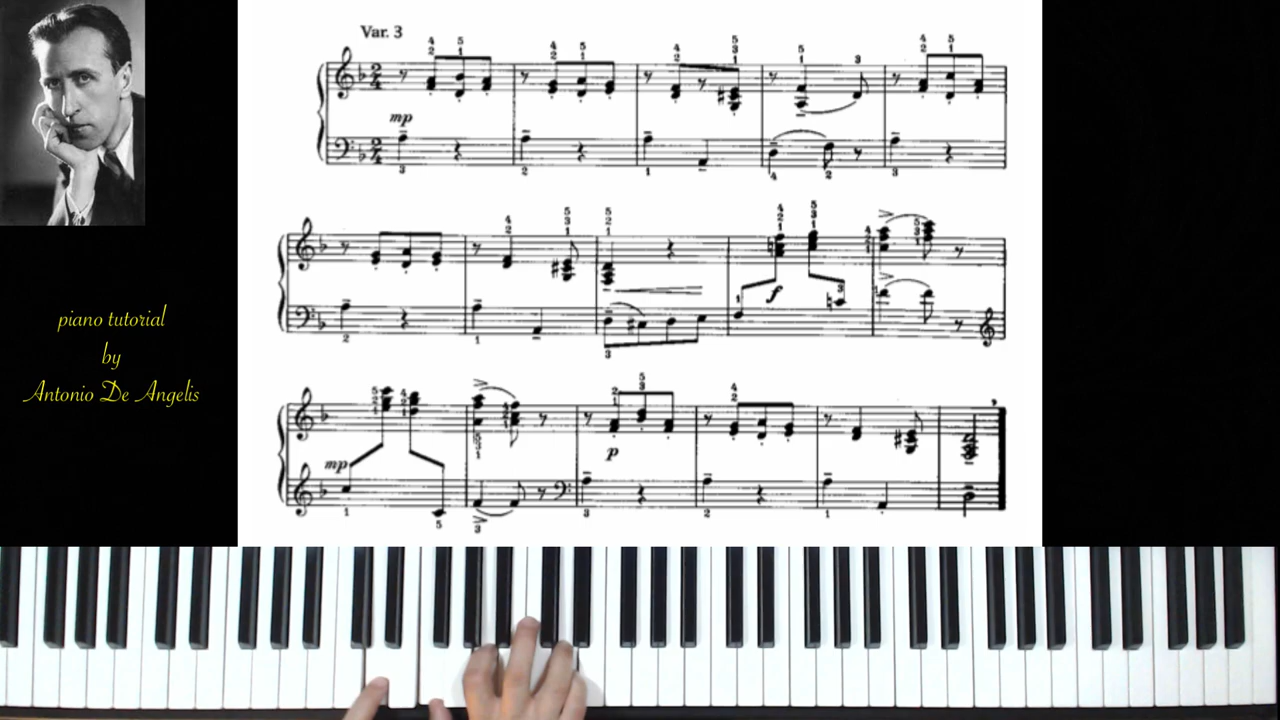 Var. 3
mp
f
mp
p
piano tutorial
by
Antonio De Angelis